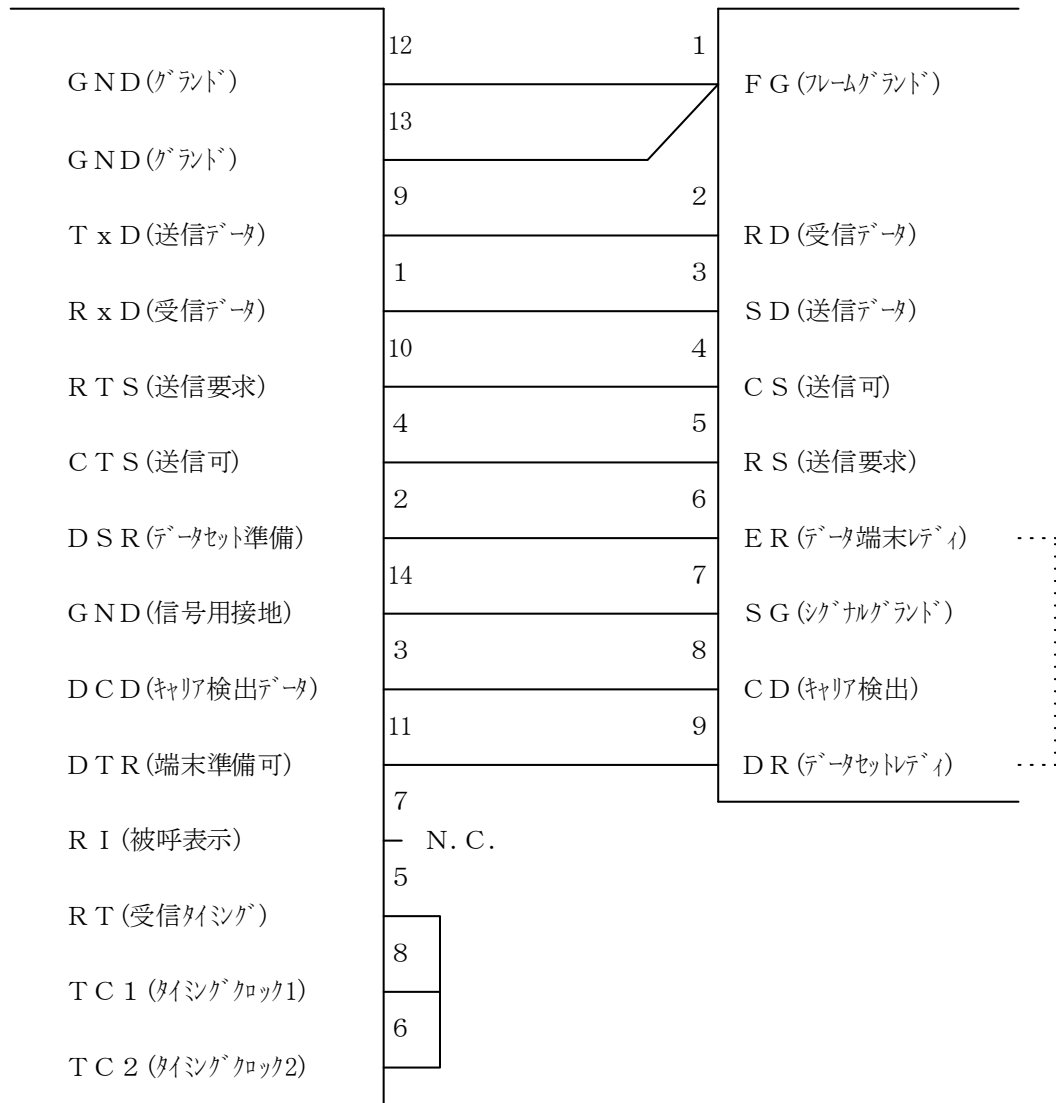 12 1
ＧＮＤ(ｸﾞﾗﾝﾄﾞ) ＦＧ(ﾌﾚｰﾑｸﾞﾗﾝﾄﾞ)
13
ＧＮＤ(ｸﾞﾗﾝﾄﾞ)
9 2
ＴｘＤ(送信ﾃﾞｰﾀ) ＲＤ(受信ﾃﾞｰﾀ)
1 3
ＲｘＤ(受信ﾃﾞｰﾀ) ＳＤ(送信ﾃﾞｰﾀ)
10 4
ＲＴＳ(送信要求) ＣＳ(送信可)
4 5
ＣＴＳ(送信可) ＲＳ(送信要求)
2 6
ＤＳＲ(ﾃﾞｰﾀｾｯﾄ準備) ＥＲ(ﾃﾞｰﾀ端末ﾚﾃﾞｨ)
14 7
ＧＮＤ(信号用接地) ＳＧ(ｼｸﾞﾅﾙｸﾞﾗﾝﾄﾞ)
3 8
ＤＣＤ(ｷｬﾘｱ検出ﾃﾞｰﾀ) ＣＤ(ｷｬﾘｱ検出)
11 9
ＤＴＲ(端末準備可) ＤＲ(ﾃﾞｰﾀｾｯﾄﾚﾃﾞｨ)
7
ＲＩ(被呼表示) Ｎ.Ｃ.
5
ＲＴ(受信ﾀｲﾐﾝｸﾞ)
8
ＴＣ１(ﾀｲﾐﾝｸﾞｸﾛｯｸ1)
6
ＴＣ２(ﾀｲﾐﾝｸﾞｸﾛｯｸ2)